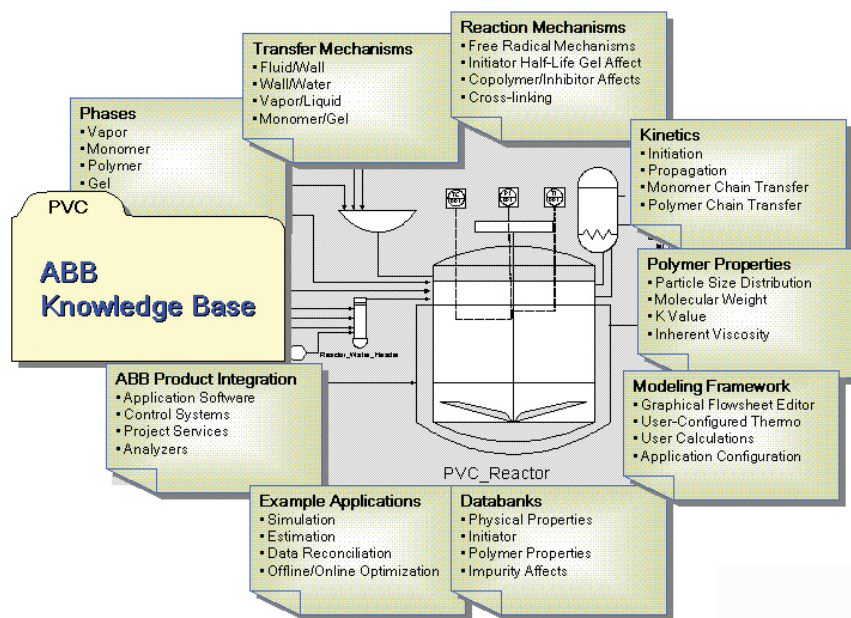 Reaction Mechanisms
▪ Free Radical Mechanisms
▪ Initiator Half-Life Gel Affect
▪ Copolymer/Inhibitor Affects
▪ Cross-linking
Transfer Mechanisms
▪ Fluid/Wall
▪ Wall/Water
▪ Vapor/Liquid
▪ Monomer/Gel
Phases
▪ Vapor
▪ Monomer
▪ Polymer
▪ Gel
Kinetics
▪ Initiation
▪ Propagation
▪ Monomer Chain Transfer
▪ Polymer Chain Transfer
PVC
ABB
Knowledge Base
Polymer Properties
▪ Particle Size Distribution
▪ Molecular Weight
▪ K Value
▪ Inherent Viscosity
Reactor_Water_Header
ABB Product Integration
▪ Application Software
▪ Control Systems
▪ Project Services
▪ Analyzers
Modeling Framework
▪ Graphical Flowsheet Editor
▪ User-Configured Thermo
▪ User Calculations
▪ Application Configuration
PVC_Reactor
Example Applications
▪ Simulation
▪ Estimation
▪ Data Reconciliation
▪ Offline/Online Optimization
Databanks
▪ Physical Properties
▪ Initiator
▪ Polymer Properties
▪ Impurity Affects